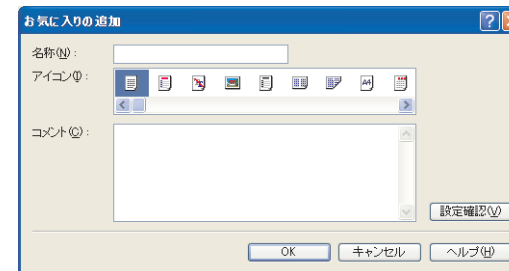 お気に入りの追加
名称(N)：
アイコン(I)：
コメント(C)：
設定確認(V)
OK キャンセル ヘルプ(H)